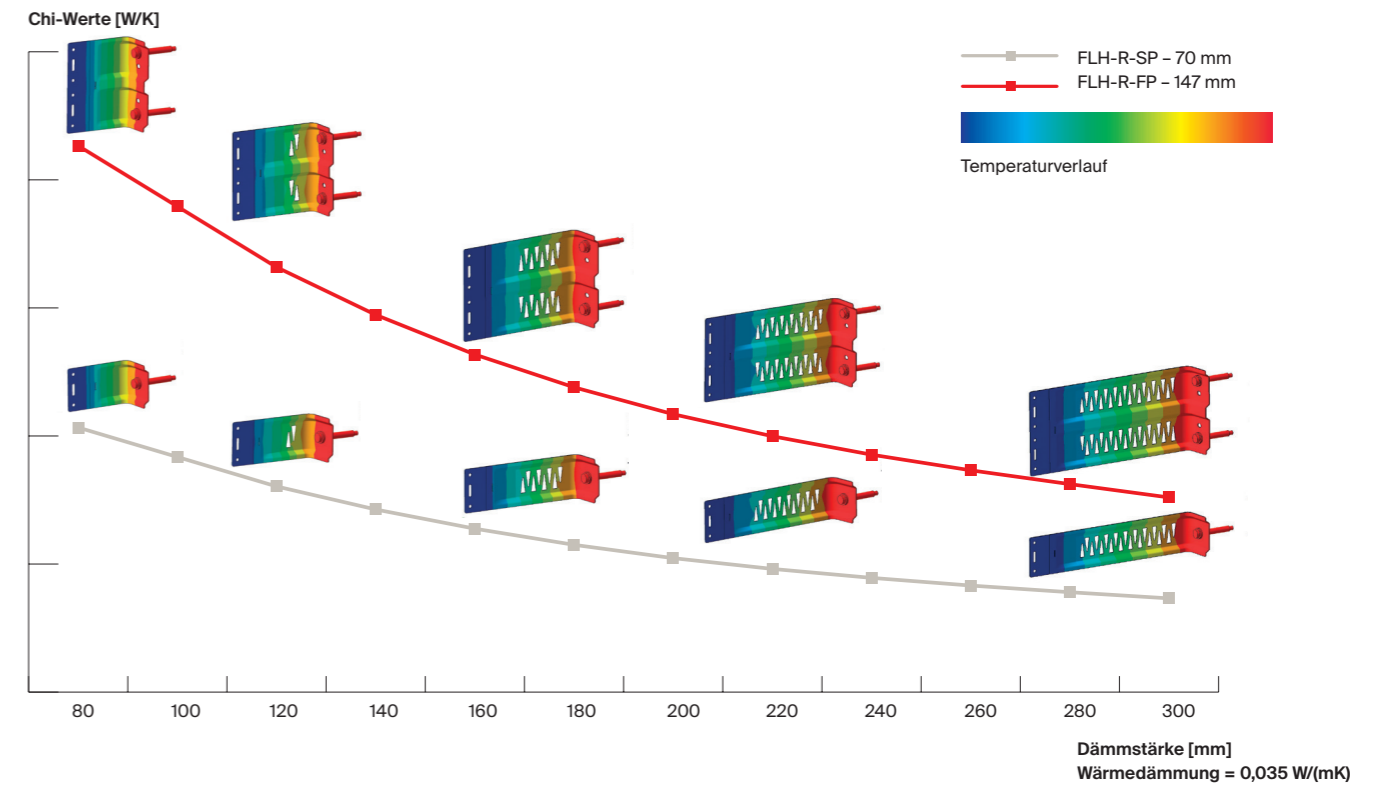 Chi-Werte [W/K]
FLH-R-SP – 70 mm
FLH-R-FP – 147 mm
Temperaturverlauf
80 100 120 140 160 180 200 220 240 260 280 300
Dämmstärke [mm]
Wärmedämmung = 0,035 W/(mK)